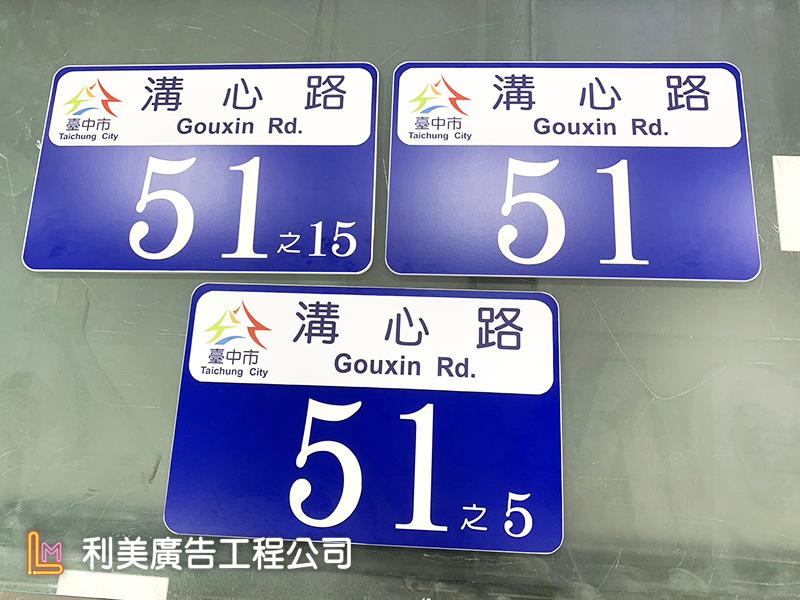 溝心路
Gouxin Rd.
臺中市
Taichung City
51之15
溝心路
Gouxin Rd.
臺中市
Taichung City
51
溝心路
Gouxin Rd.
臺中市
Taichung City
51之5
LM 利美廣告工程公司